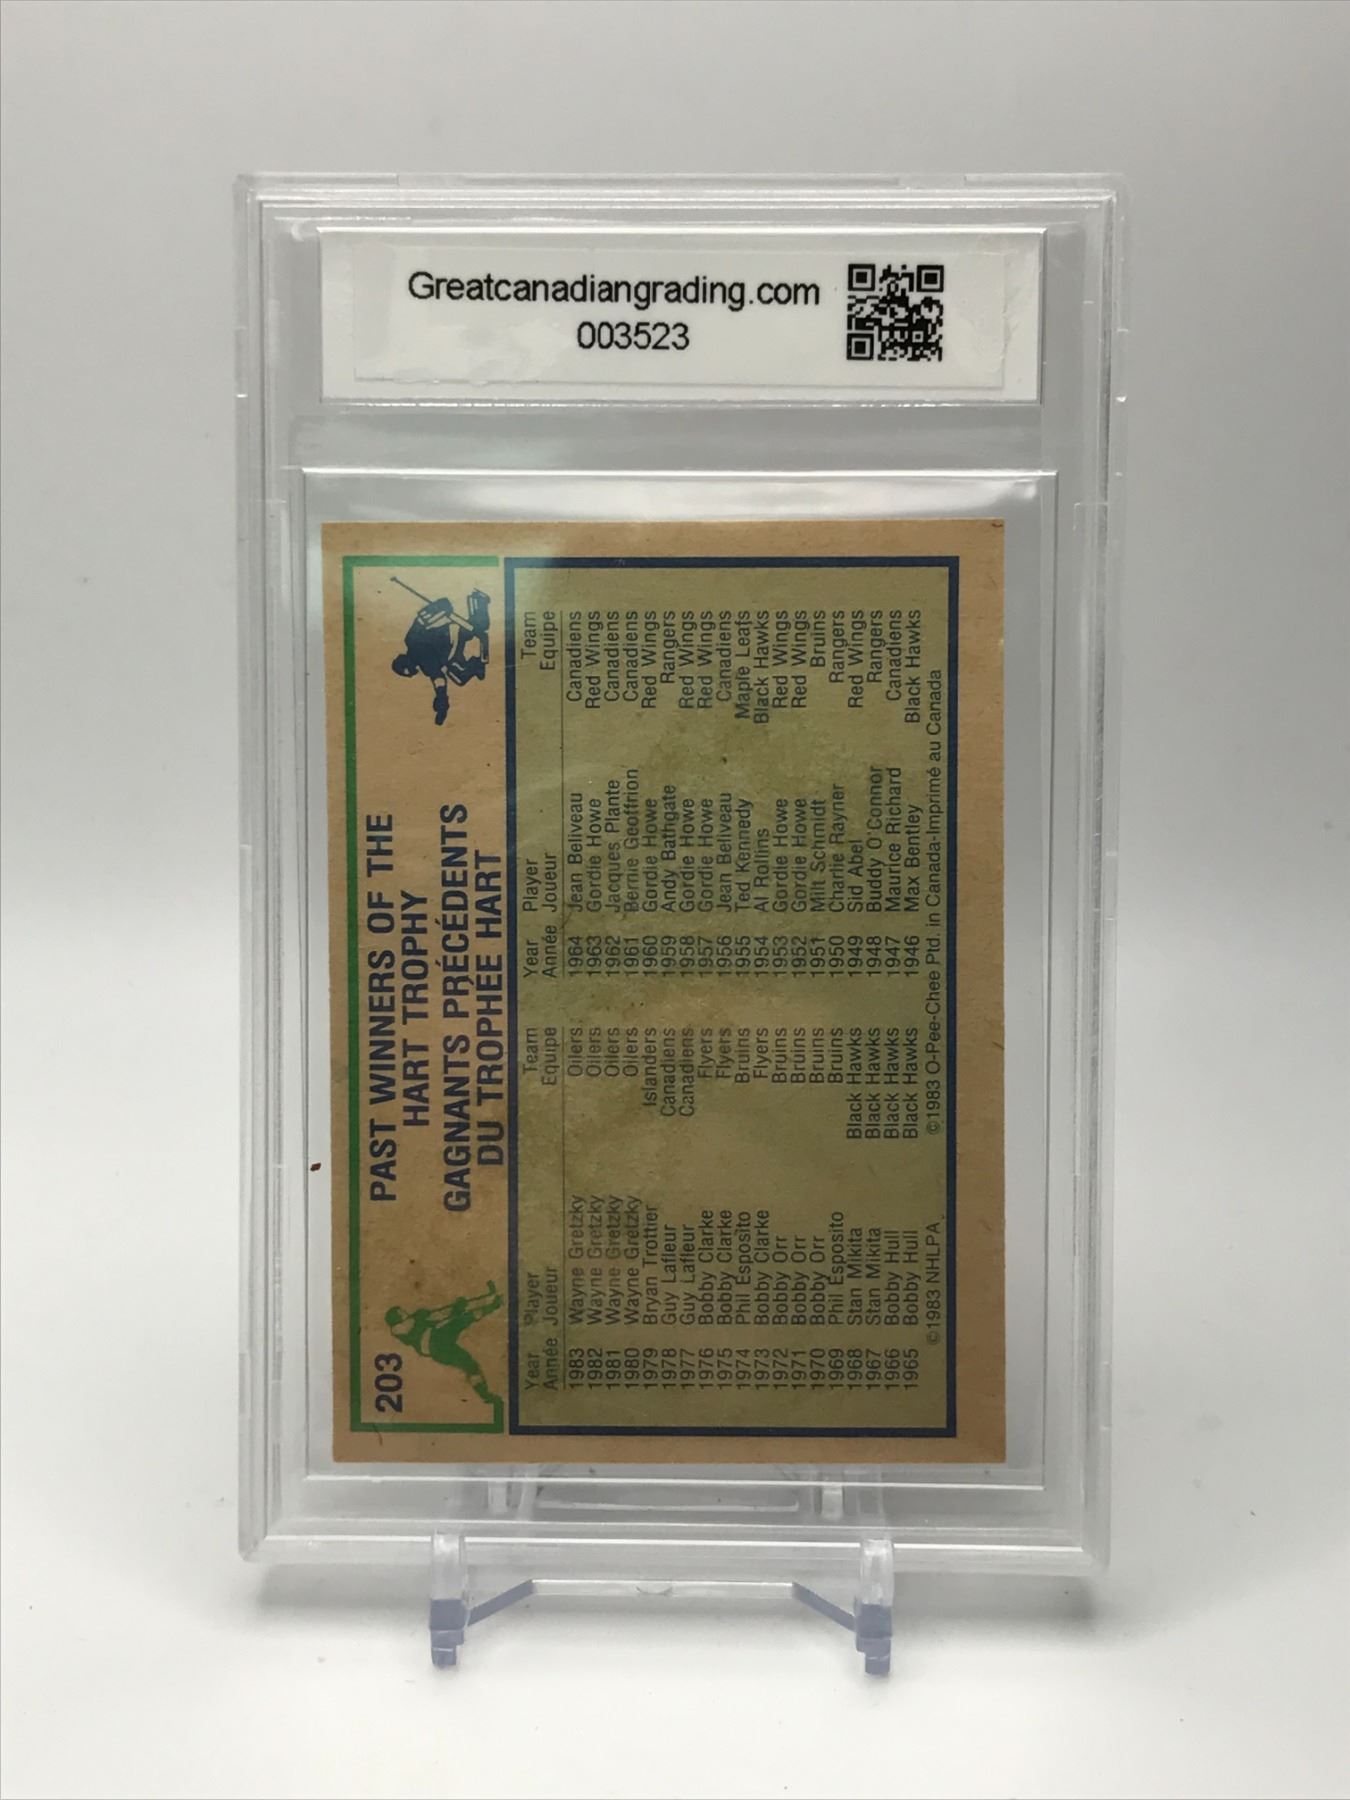 Greatcanadiangrading.com
003523
203
PAST WINNERS OF THE
HART TROPHY
GAGNANTS PRÉCÉDENTS
DU TROPHÉE HART
Year Player Team Year Player Team
Année Joueur Equipe Année Joueur Equipe
1983 Wayne Gretzky Oilers 1964 Jean Beliveau Canadiens
1982 Wayne Gretzky Oilers 1963 Gordie Howe Red Wings
1981 Wayne Gretzky Oilers 1962 Jacques Plante Canadiens
1980 Wayne Gretzky Oilers 1961 Bernie Geoffrion Canadiens
1979 Bryan Trottier Islanders 1960 Gordie Howe Red Wings
1978 Guy Lafleur Canadiens 1959 Andy Bathgate Rangers
1977 Guy Lafleur Canadiens 1958 Gordie Howe Red Wings
1976 Bobby Clarke Flyers 1957 Gordie Howe Red Wings
1975 Bobby Clarke Flyers 1956 Jean Beliveau Canadiens
1974 Phil Esposito Bruins 1955 Ted Kennedy Maple Leafs
1973 Bobby Clarke Flyers 1954 Al Rollins Black Hawks
1972 Bobby Orr Bruins 1953 Gordie Howe Red Wings
1971 Bobby Orr Bruins 1952 Gordie Howe Red Wings
1970 Bobby Orr Bruins 1951 Milt Schmidt Bruins
1969 Phil Esposito Bruins 1950 Charlie Rayner Rangers
1968 Stan Mikita Black Hawks 1949 Sid Abel Red Wings
1967 Stan Mikita Black Hawks 1948 Buddy O'Connor Rangers
1966 Bobby Hull Black Hawks 1947 Maurice Richard Canadiens
1965 Bobby Hull Black Hawks 1946 Max Bentley Black Hawks
©1983 NHLPA. ©1983 O-Pee-Chee Ptd. in Canada-Imprimé au Canada